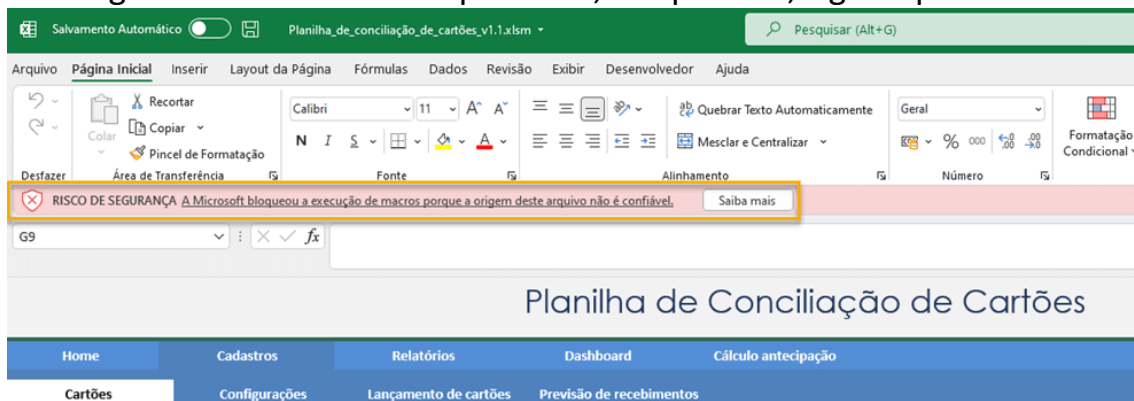 Salvamento Automático Planilha_de_conciliação_de_cartões_v1.1.xlsm Pesquisar (Alt+G)
Arquivo Página Inicial Inserir Layout da Página Fórmulas Dados Revisão Exibir Desenvolvedor Ajuda
Recortar Calibri 11 Quebrar Texto Automaticamente Geral
Colar Copiar N I S A Mesclar e Centralizar % 000 Formatação
Pincel de Formatação Condicional
Desfazer Área de Transferência Fonte Alinhamento Número
RISCO DE SEGURANÇA A Microsoft bloqueou a execução de macros porque a origem deste arquivo não é confiável. Saiba mais
G9 fx
Planilha de Conciliação de Cartões
Home Cadastros Relatórios Dashboard Cálculo antecipação
Cartões Configurações Lançamento de cartões Previsão de recebimentos